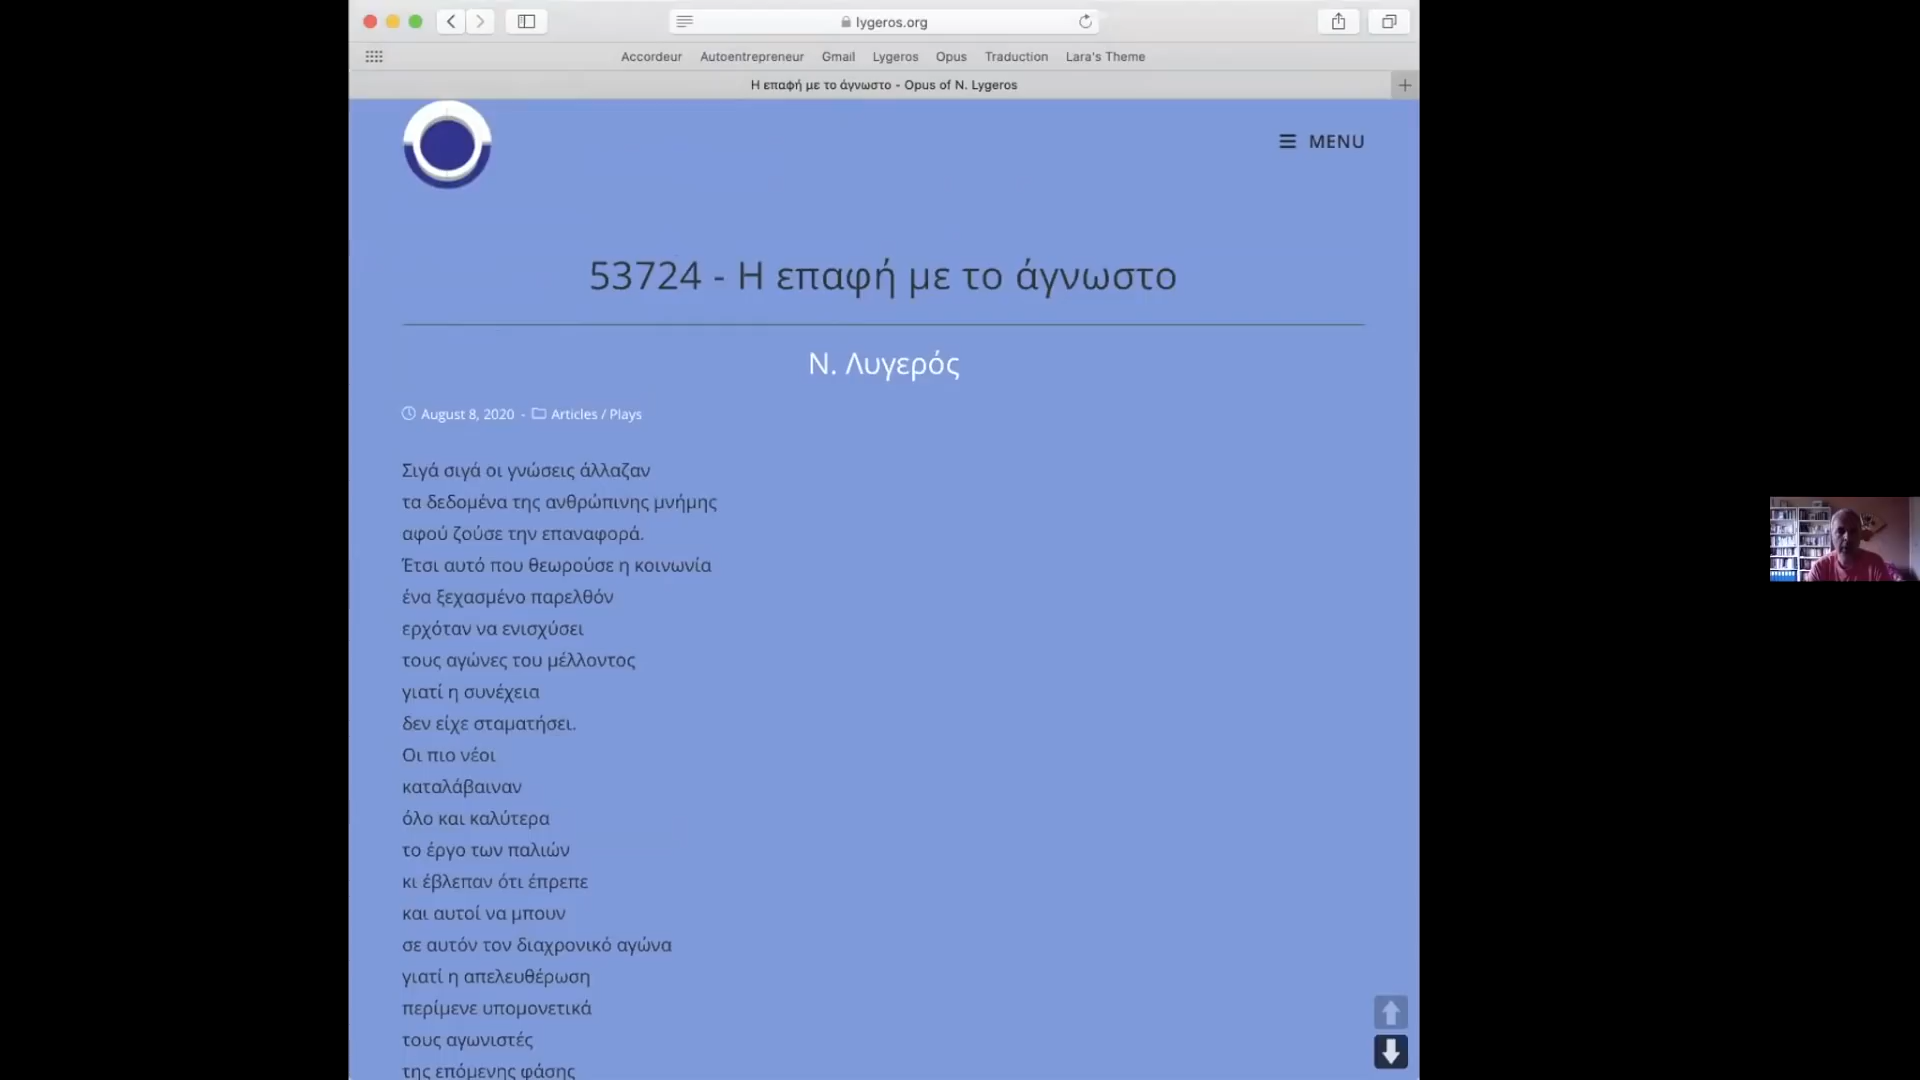 lygeros.org
Accordeur Autoentrepreneur Gmail Lygeros Opus Traduction Lara's Theme
Η επαφή με το άγνωστο - Opus of N. Lygeros
MENU
53724 - Η επαφή με το άγνωστο
Ν. Λυγερός
August 8, 2020 - Articles / Plays
Σιγά σιγά οι γνώσεις άλλαζαν
τα δεδομένα της ανθρώπινης μνήμης
αφού ζούσε την επαναφορά.
Έτσι αυτό που θεωρούσε η κοινωνία
ένα ξεχασμένο παρελθόν
ερχόταν να ενισχύσει
τους αγώνες του μέλλοντος
γιατί η συνέχεια
δεν είχε σταματήσει.
Οι πιο νέοι
καταλάβαιναν
όλο και καλύτερα
το έργο των παλιών
κι έβλεπαν ότι έπρεπε
και αυτοί να μπουν
σε αυτόν τον διαχρονικό αγώνα
γιατί η απελευθέρωση
περίμενε υπομονετικά
τους αγωνιστές
της επόμενης φάσης